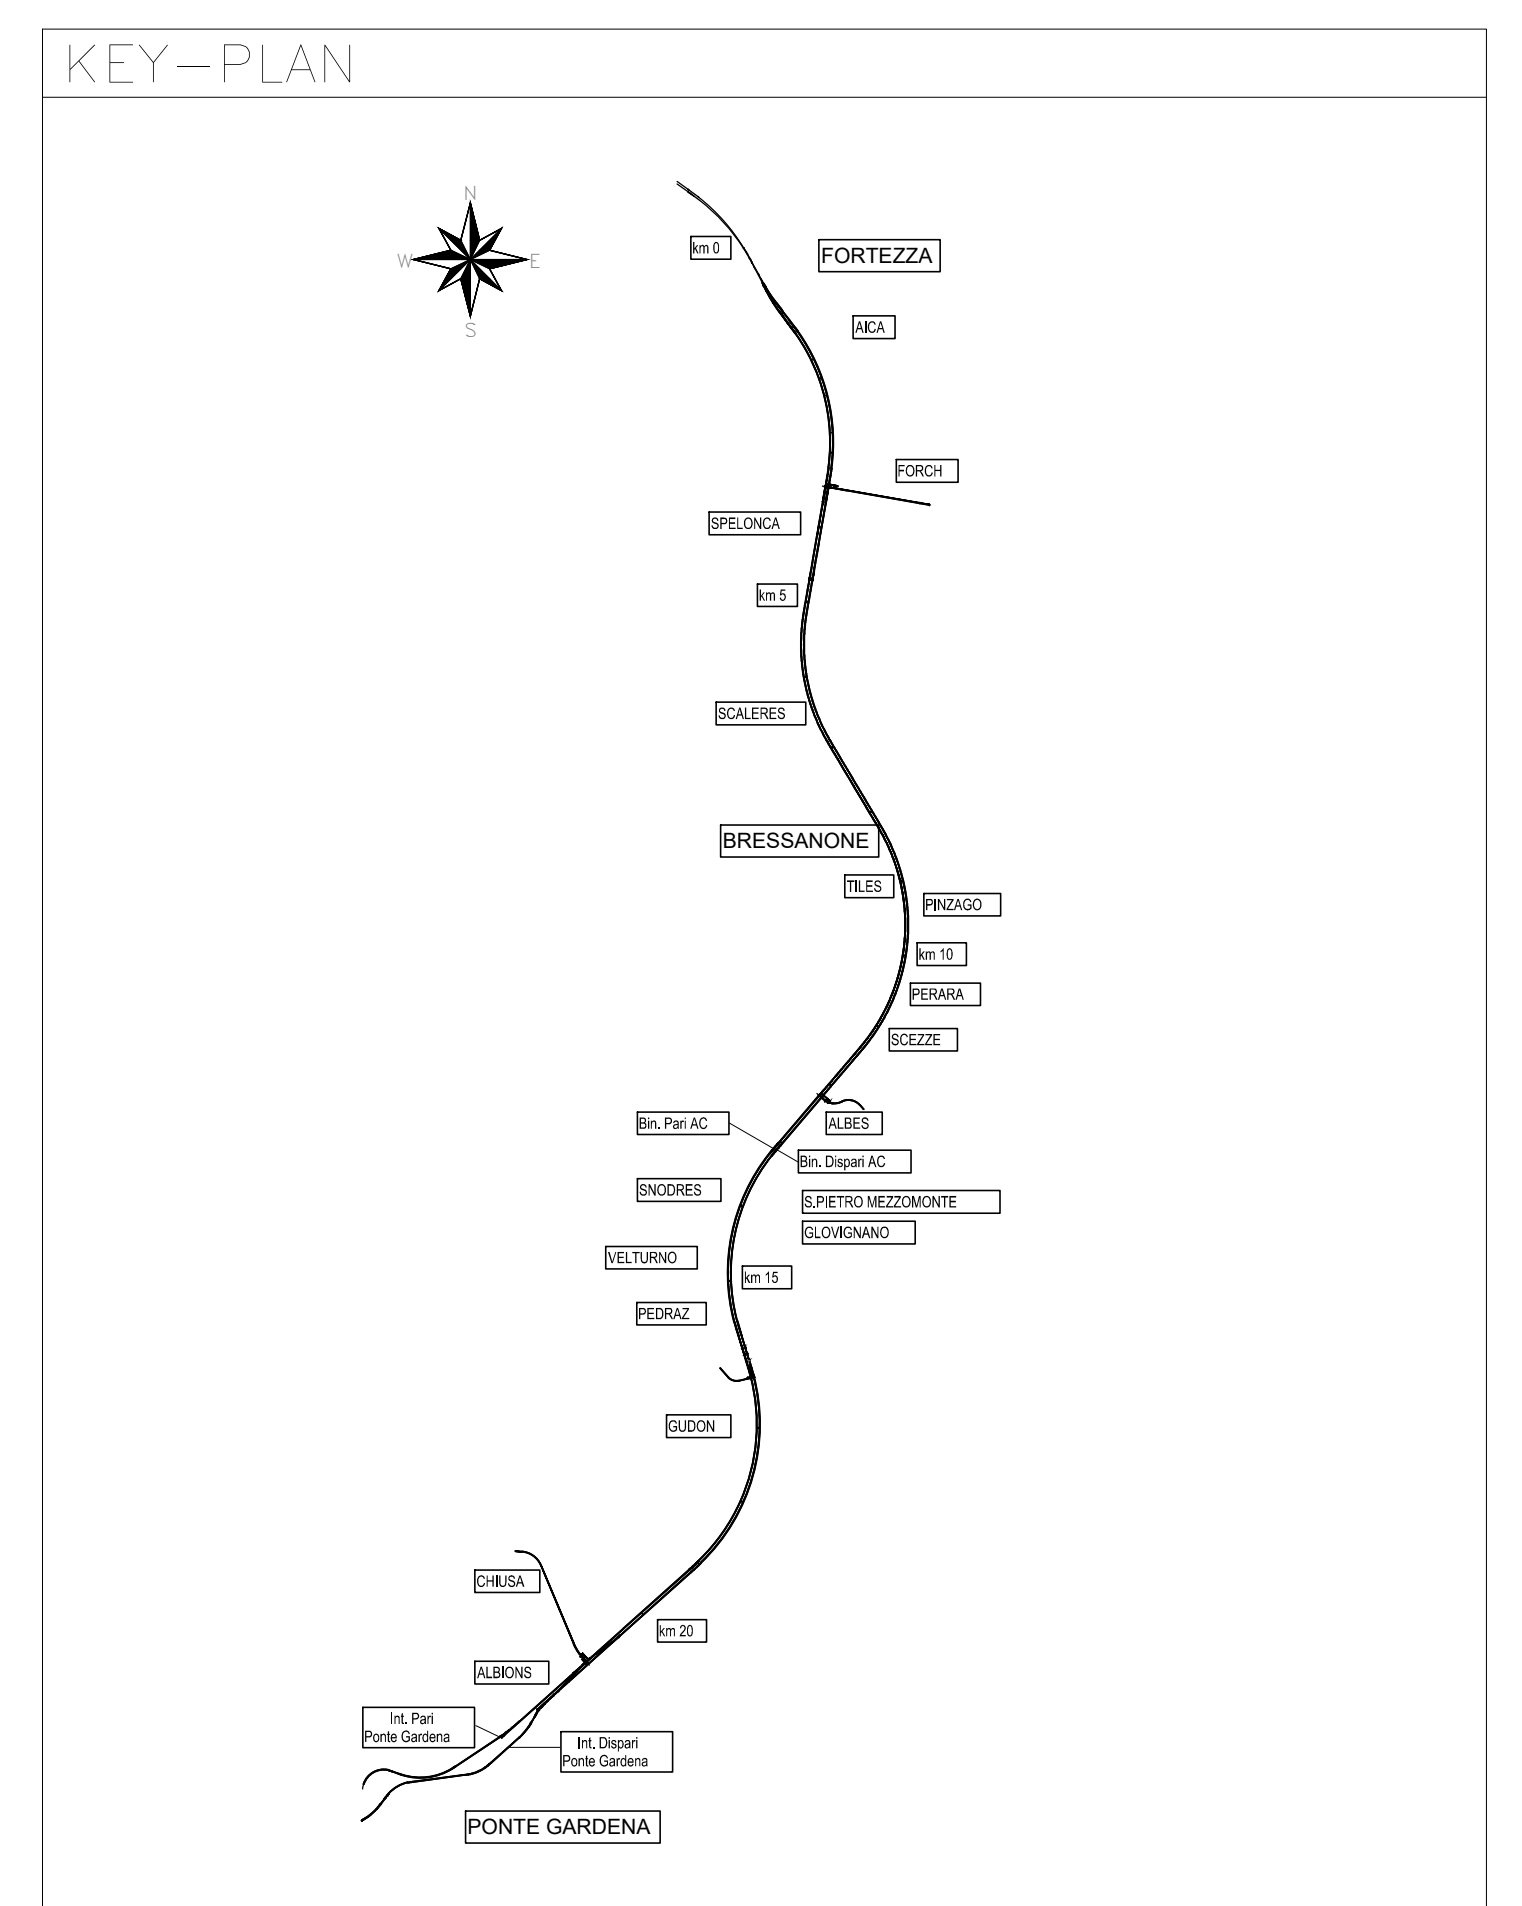 KEY-PLAN
N
W
E
S
km 0
FORTEZZA
AICA
FORCH
SPELONCA
km 5
SCALERES
BRESSANONE
TILES
PINZAGO
km 10
PERARA
SCEZZE
Bin. Pari AC
ALBES
Bin. Dispari AC
SNODRES
S.PIETRO MEZZOMONTE
GLOVIGNANO
VELTURNO
km 15
PEDRAZ
GUDON
CHIUSA
km 20
ALBIONS
Int. Pari
Ponte Gardena
Int. Dispari
Ponte Gardena
PONTE GARDENA